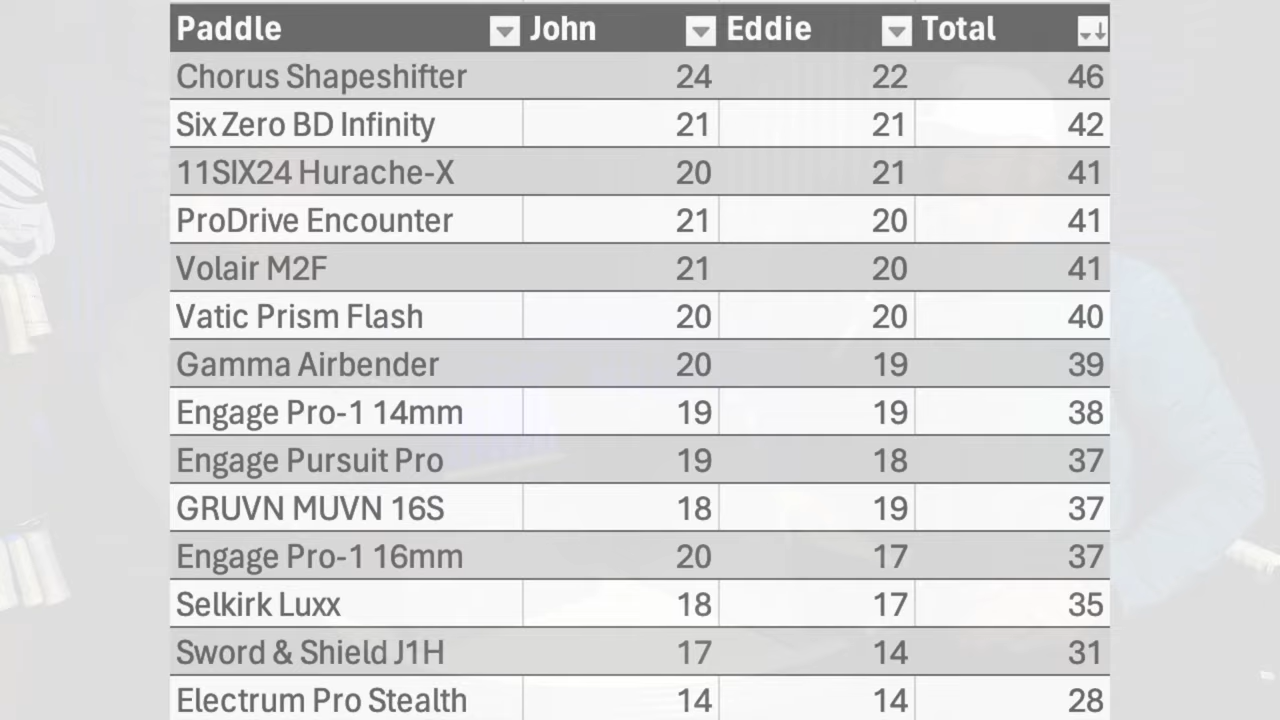 Paddle John Eddie Total
Chorus Shapeshifter 24 22 46
Six Zero BD Infinity 21 21 42
11SIX24 Hurache-X 20 21 41
ProDrive Encounter 21 20 41
Volair M2F 21 20 41
Vatic Prism Flash 20 20 40
Gamma Airbender 20 19 39
Engage Pro-1 14mm 19 19 38
Engage Pursuit Pro 19 18 37
GRUVN MUVN 16S 18 19 37
Engage Pro-1 16mm 20 17 37
Selkirk Luxx 18 17 35
Sword & Shield J1H 17 14 31
Electrum Pro Stealth 14 14 28